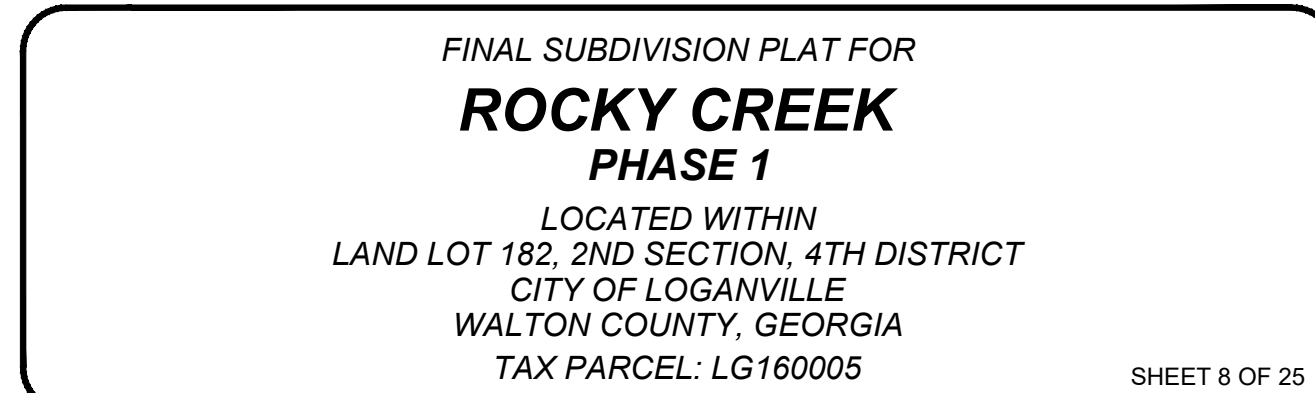 FINAL SUBDIVISION PLAT FOR
ROCKY CREEK
PHASE 1
LOCATED WITHIN
LAND LOT 182, 2ND SECTION, 4TH DISTRICT
CITY OF LOGANVILLE
WALTON COUNTY, GEORGIA
TAX PARCEL: LG160005
SHEET 8 OF 25